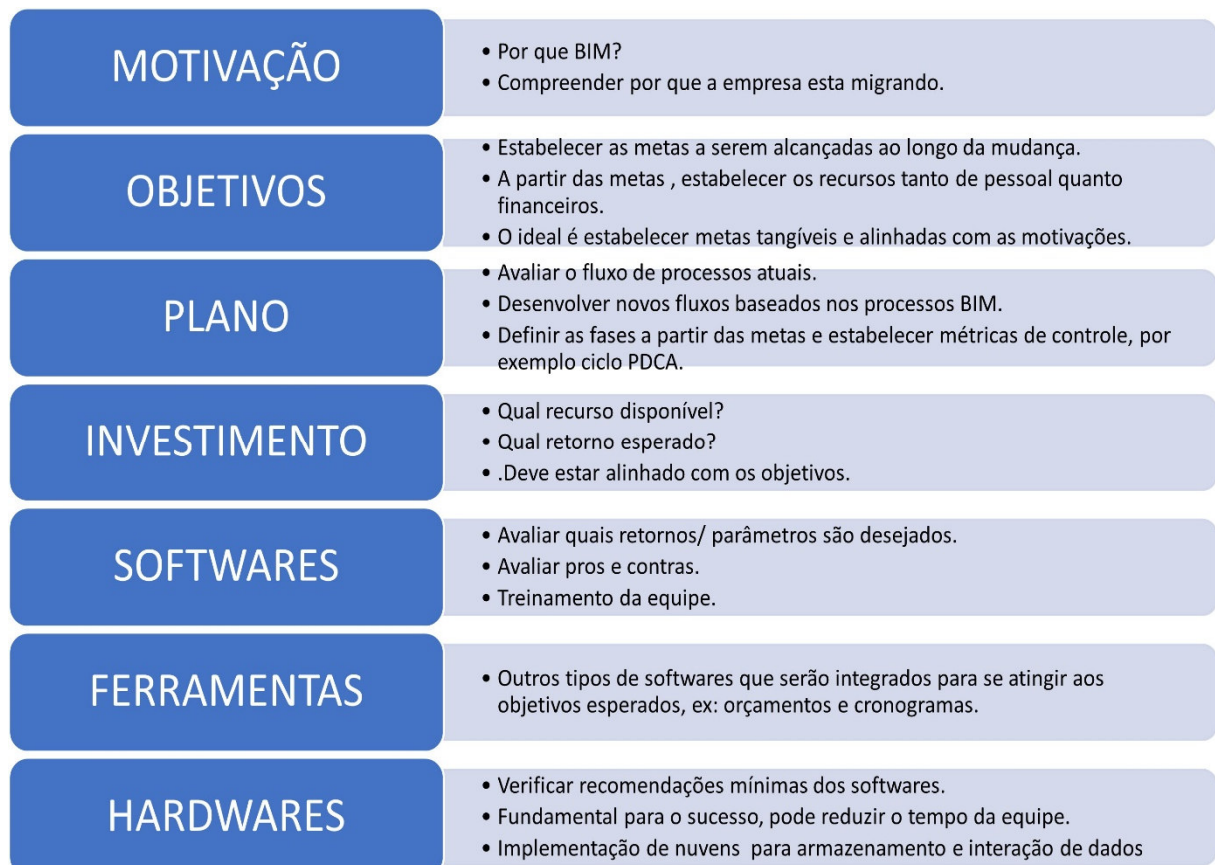 MOTIVAÇÃO
• Por que BIM?
• Compreender por que a empresa esta migrando.
OBJETIVOS
• Estabelecer as metas a serem alcançadas ao longo da mudança.
• A partir das metas , estabelecer os recursos tanto de pessoal quanto
financeiros.
• O ideal é estabelecer metas tangíveis e alinhadas com as motivações.
PLANO
• Avaliar o fluxo de processos atuais.
• Desenvolver novos fluxos baseados nos processos BIM.
• Definir as fases a partir das metas e estabelecer métricas de controle, por
exemplo ciclo PDCA.
INVESTIMENTO
• Qual recurso disponível?
• Qual retorno esperado?
• .Deve estar alinhado com os objetivos.
SOFTWARES
• Avaliar quais retornos/ parâmetros são desejados.
• Avaliar pros e contras.
• Treinamento da equipe.
FERRAMENTAS
• Outros tipos de softwares que serão integrados para se atingir aos
objetivos esperados, ex: orçamentos e cronogramas.
HARDWARES
• Verificar recomendações mínimas dos softwares.
• Fundamental para o sucesso, pode reduzir o tempo da equipe.
• Implementação de nuvens  para armazenamento e interação de dados